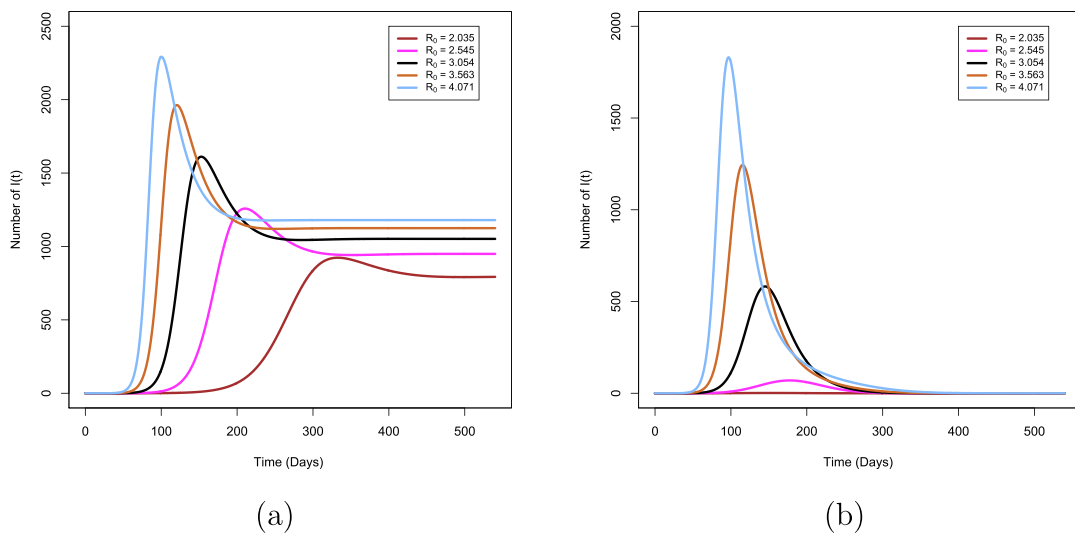 2500
2000
1500
1000
500
0
Number of I(t)
R0 = 2.035
R0 = 2.545
R0 = 3.054
R0 = 3.563
R0 = 4.071
0 100 200 300 400 500
Time (Days)
(a)
2000
1500
1000
500
0
Number of I(t)
R0 = 2.035
R0 = 2.545
R0 = 3.054
R0 = 3.563
R0 = 4.071
0 100 200 300 400 500
Time (Days)
(b)